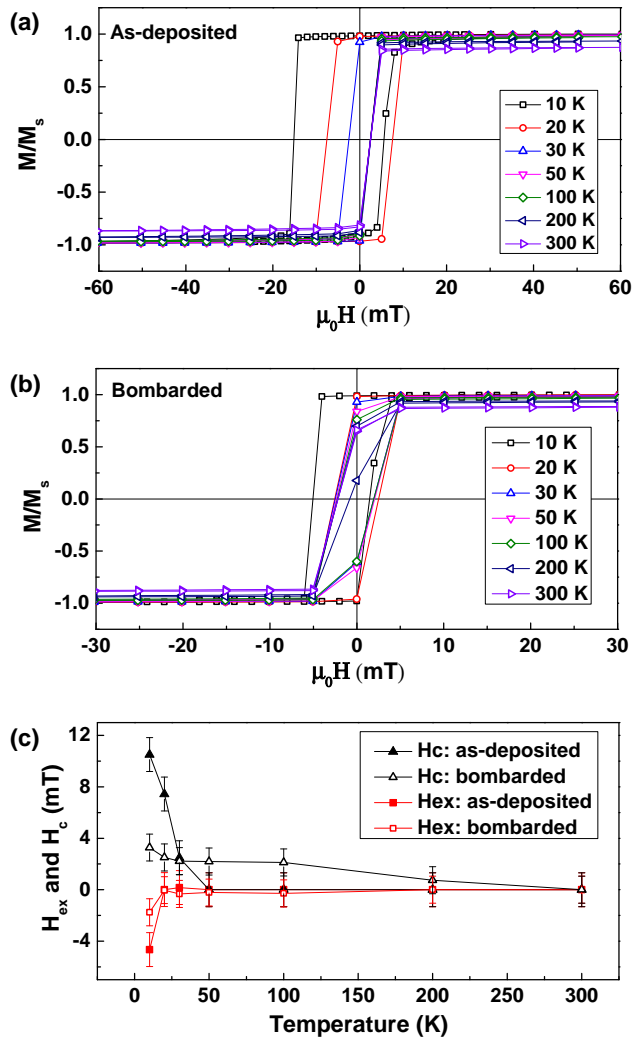 (a)
As-deposited
M/Mₛ
1.0
0.5
0.0
-0.5
-1.0
10 K
20 K
30 K
50 K
100 K
200 K
300 K
-60 -40 -20 0 20 40 60
μ₀H (mT)
(b)
Bombarded
M/Mₛ
1.0
0.5
0.0
-0.5
-1.0
10 K
20 K
30 K
50 K
100 K
200 K
300 K
-30 -20 -10 0 10 20 30
μ₀H (mT)
(c)
H_ex and H_c (mT)
12
8
4
0
-4
Hc: as-deposited
Hc: bombarded
Hex: as-deposited
Hex: bombarded
0 50 100 150 200 250 300
Temperature (K)